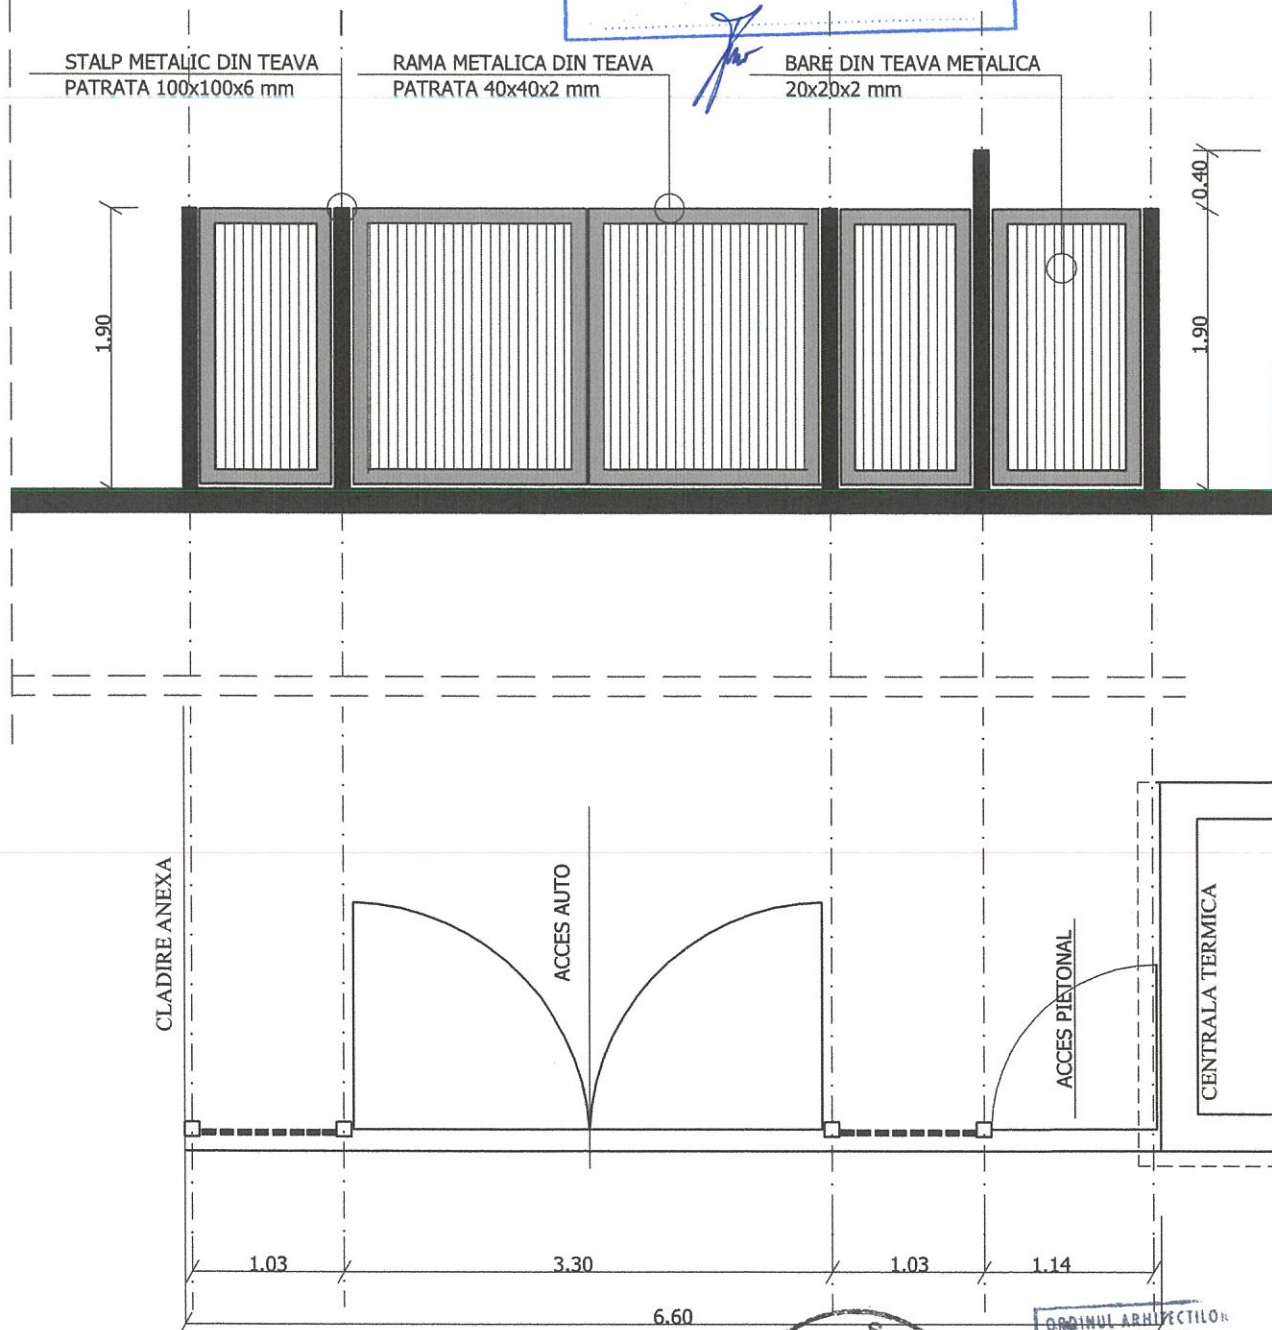 STALP METALIC DIN TEAVA
PATRATA 100x100x6 mm
RAMA METALICA DIN TEAVA
PATRATA 40x40x2 mm
BARE DIN TEAVA METALICA
20x20x2 mm
0.40
1.90
1.90
CLADIRE ANEXA
ACCES AUTO
ACCES PIETONAL
CENTRALA TERMICA
1.03
3.30
1.03
1.14
6.60
ORDINUL ARHITECTILOR